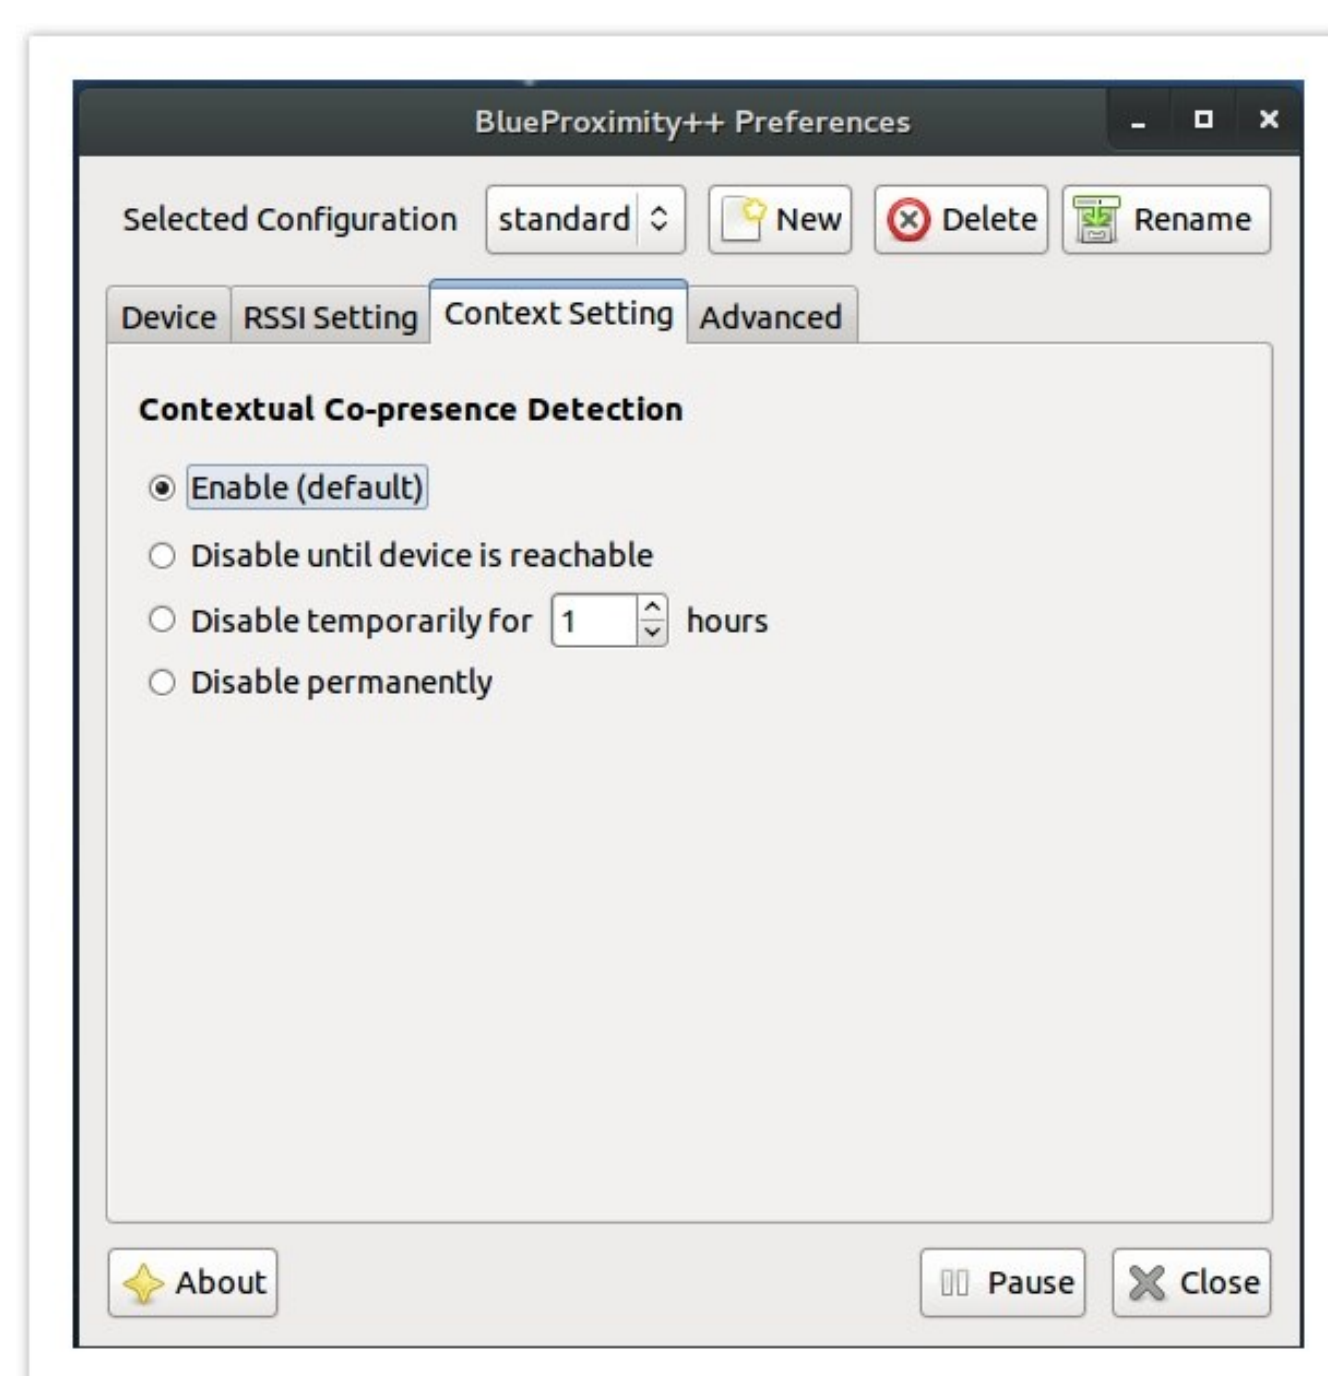 BlueProximity++ Preferences
Selected Configuration standard New Delete Rename
Device RSSI Setting Context Setting Advanced
Contextual Co-presence Detection
Enable (default)
Disable until device is reachable
Disable temporarily for 1 hours
Disable permanently
About Pause Close